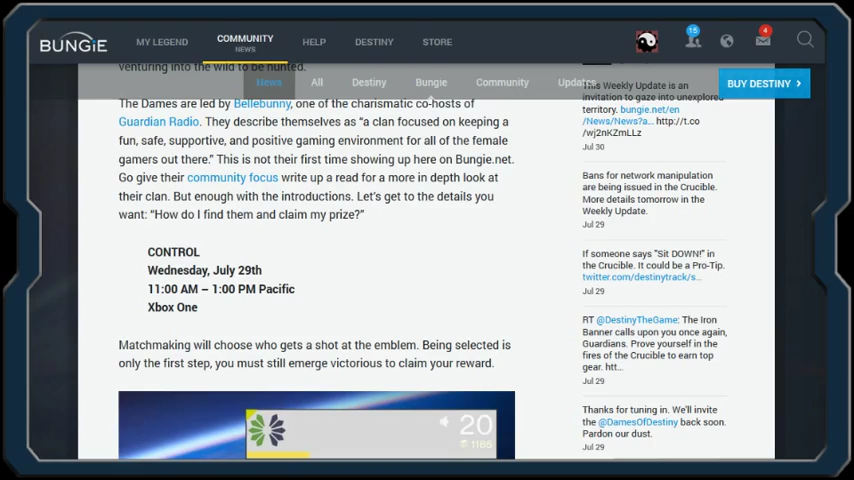 BUNGiE
MY LEGEND
COMMUNITY
NEWS
HELP
DESTINY
STORE
15
4
News
All
Destiny
Bungie
Community
Updates
BUY DESTINY
venturing into the wild to be hunted.
The Dames are led by Bellebunny, one of the charismatic co-hosts of
Guardian Radio. They describe themselves as “a clan focused on keeping a
fun, safe, supportive, and positive gaming environment for all of the female
gamers out there.” This is not their first time showing up here on Bungie.net.
Go give their community focus write up a read for a more in depth look at
their clan. But enough with the introductions. Let’s get to the details you
want: “How do I find them and claim my prize?”
CONTROL
Wednesday, July 29th
11:00 AM – 1:00 PM Pacific
Xbox One
Matchmaking will choose who gets a shot at the emblem. Being selected is
only the first step, you must still emerge victorious to claim your reward.
20
1165
This Weekly Update is an
invitation to gaze into unexplored
territory. bungie.net/en
/News/News?a... http://t.co
/wj2nKZmLLz
Jul 30
Bans for network manipulation
are being issued in the Crucible.
More details tomorrow in the
Weekly Update.
Jul 29
If someone says "Sit DOWN!" in
the Crucible. It could be a Pro-Tip.
twitter.com/destinytrack/s...
Jul 29
RT @DestinyTheGame: The Iron
Banner calls upon you once again,
Guardians. Prove yourself in the
fires of the Crucible to earn top
gear. htt...
Jul 29
Thanks for tuning in. We'll invite
the @DamesOfDestiny back soon.
Pardon our dust.
Jul 29